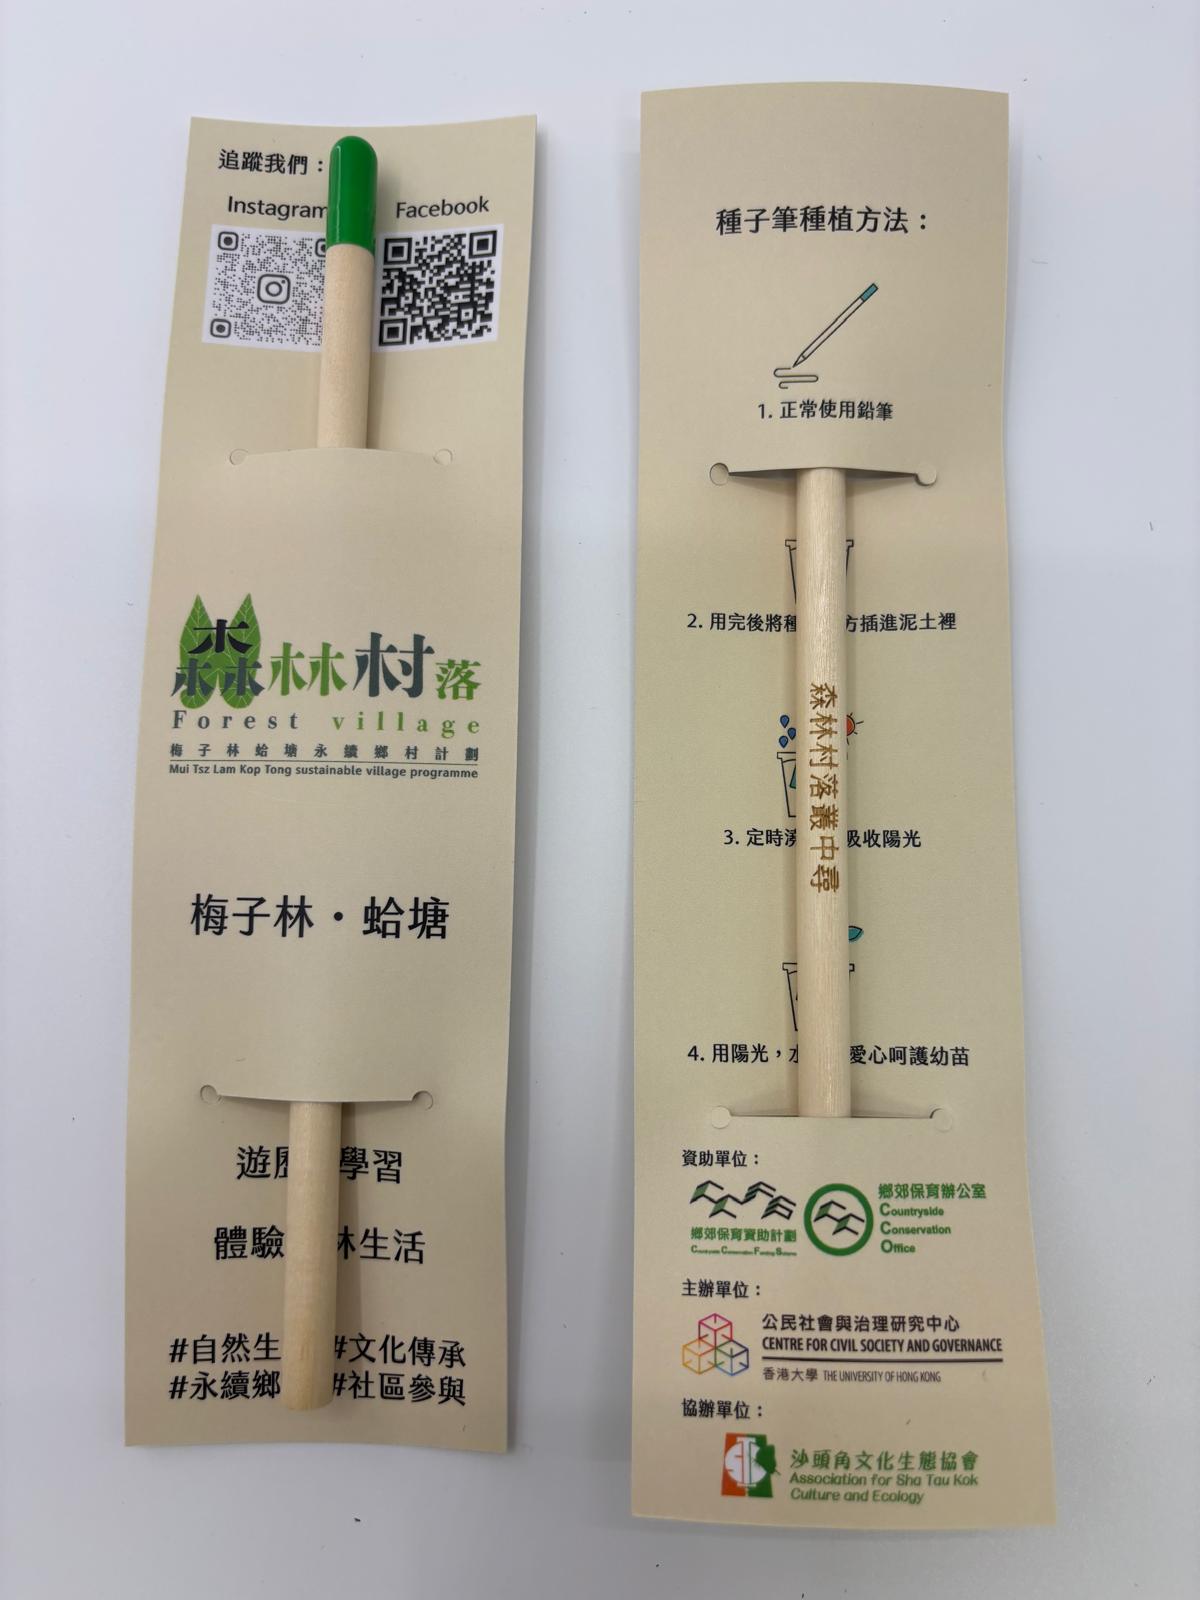 追蹤我們：
Instagram
Facebook
森林村落
Forest village
梅子林蛤塘永續鄉村計劃
Mui Tsz Lam Kop Tong sustainable village programme
梅子林・蛤塘
遊 學習
體驗 林生活
#自然生 #文化傳承
#永續鄉 #社區參與
種子筆種植方法：
1. 正常使用鉛筆
2. 用完後將種 方插進泥土裡
3. 定時澆 吸收陽光
4. 用陽光，水 愛心呵護幼苗
森林村落叢中尋
資助單位：
鄉郊保育資助計劃
Countryside Conservation Funding Scheme
鄉郊保育辦公室
Countryside
Conservation
Office
主辦單位：
公民社會與治理研究中心
CENTRE FOR CIVIL SOCIETY AND GOVERNANCE
香港大學 THE UNIVERSITY OF HONG KONG
協辦單位：
沙頭角文化生態協會
Association for Sha Tau Kok
Culture and Ecology